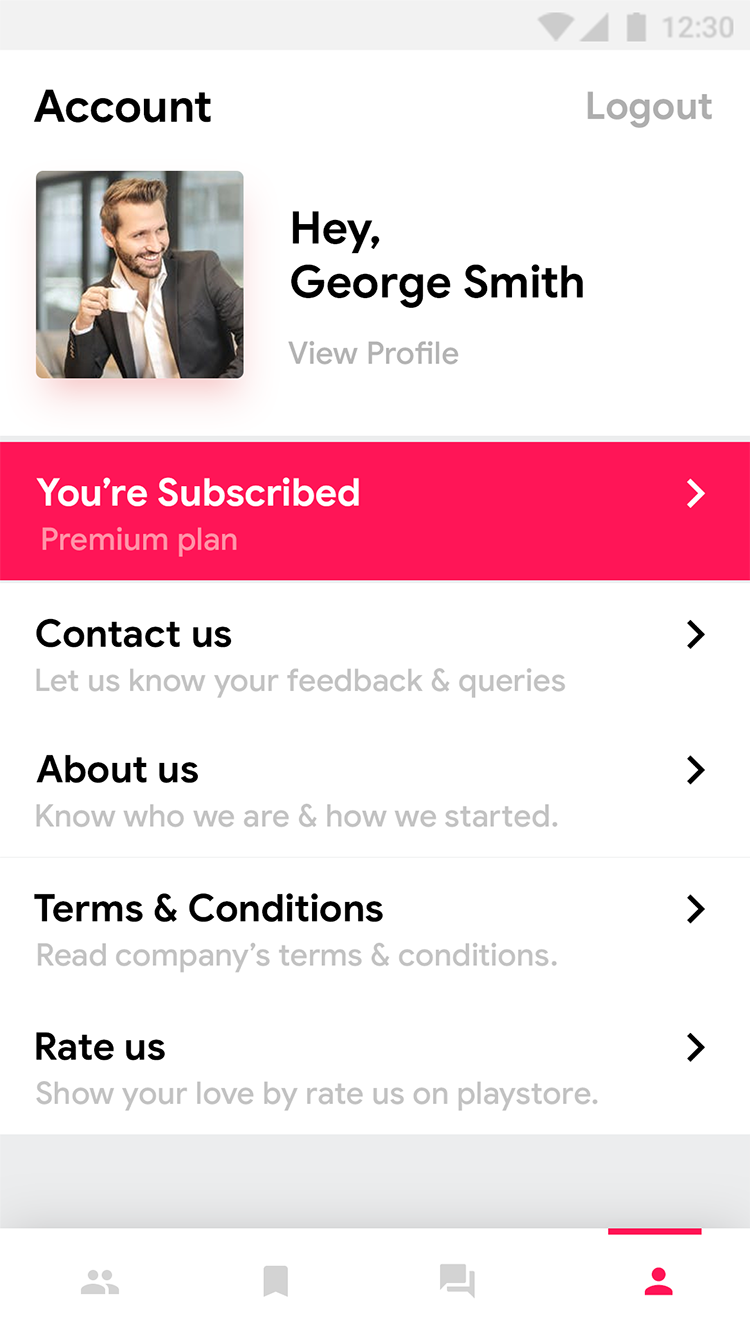 12:30
Account
Logout
Hey,
George Smith
View Profile
You’re Subscribed
Premium plan
Contact us
Let us know your feedback & queries
About us
Know who we are & how we started.
Terms & Conditions
Read company’s terms & conditions.
Rate us
Show your love by rate us on playstore.